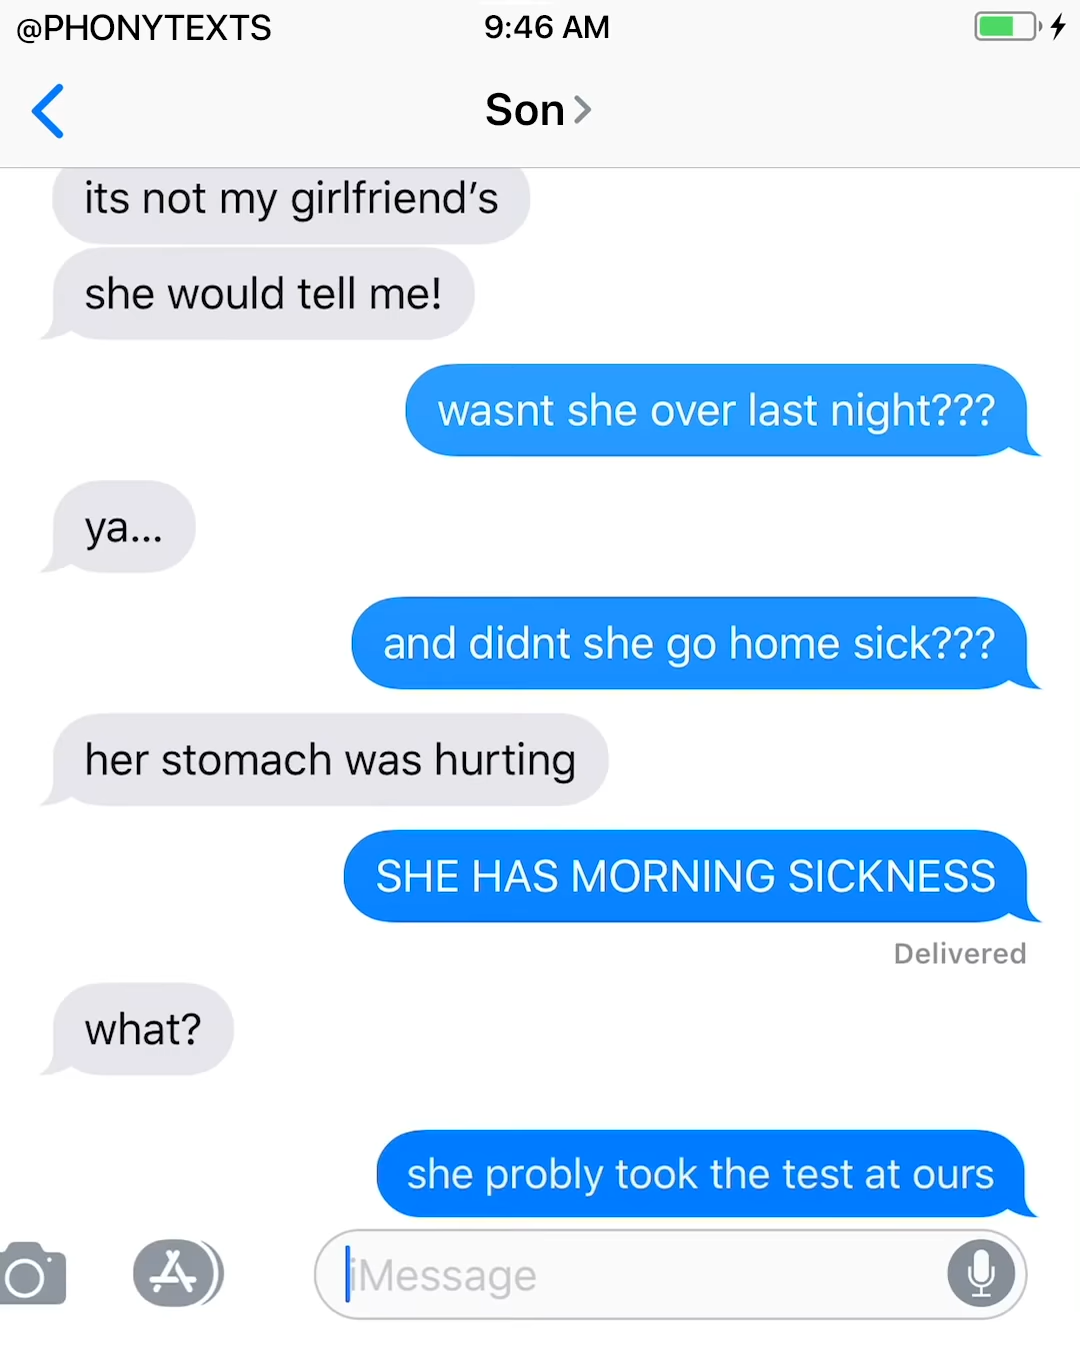 @PHONYTEXTS
9:46 AM
Son
its not my girlfriend’s
she would tell me!
wasnt she over last night???
ya...
and didnt she go home sick???
her stomach was hurting
SHE HAS MORNING SICKNESS
Delivered
what?
she probly took the test at ours
iMessage